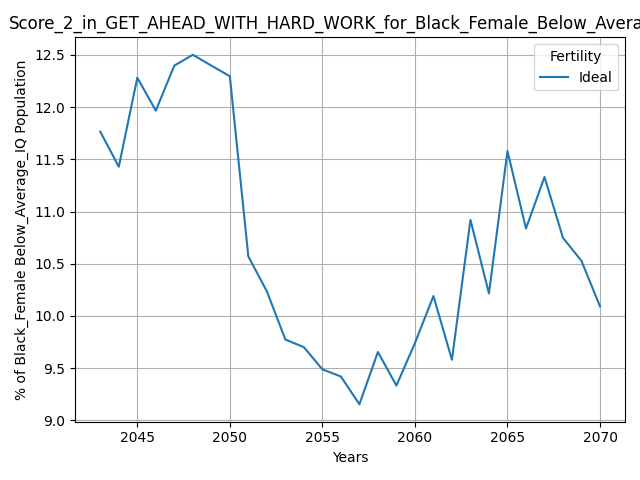 Score_2_in_GET_AHEAD_WITH_HARD_WORK_for_Black_Female_Below_Avera
Fertility
Ideal
% of Black_Female Below_Average_IQ Population
12.5
12.0
11.5
11.0
10.5
10.0
9.5
9.0
2045 2050 2055 2060 2065 2070
Years